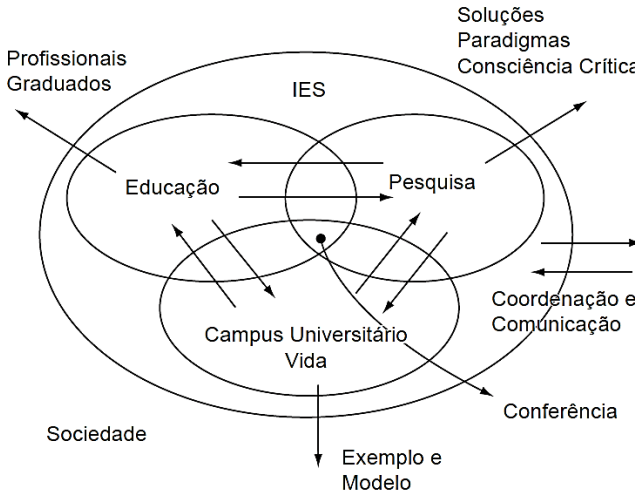 Soluções
Paradigmas
Consciência Crítica
Profissionais
Graduados
IES
Educação
Pesquisa
Coordenação e
Comunicação
Campus Universitário
Vida
Conferência
Sociedade
Exemplo e
Modelo